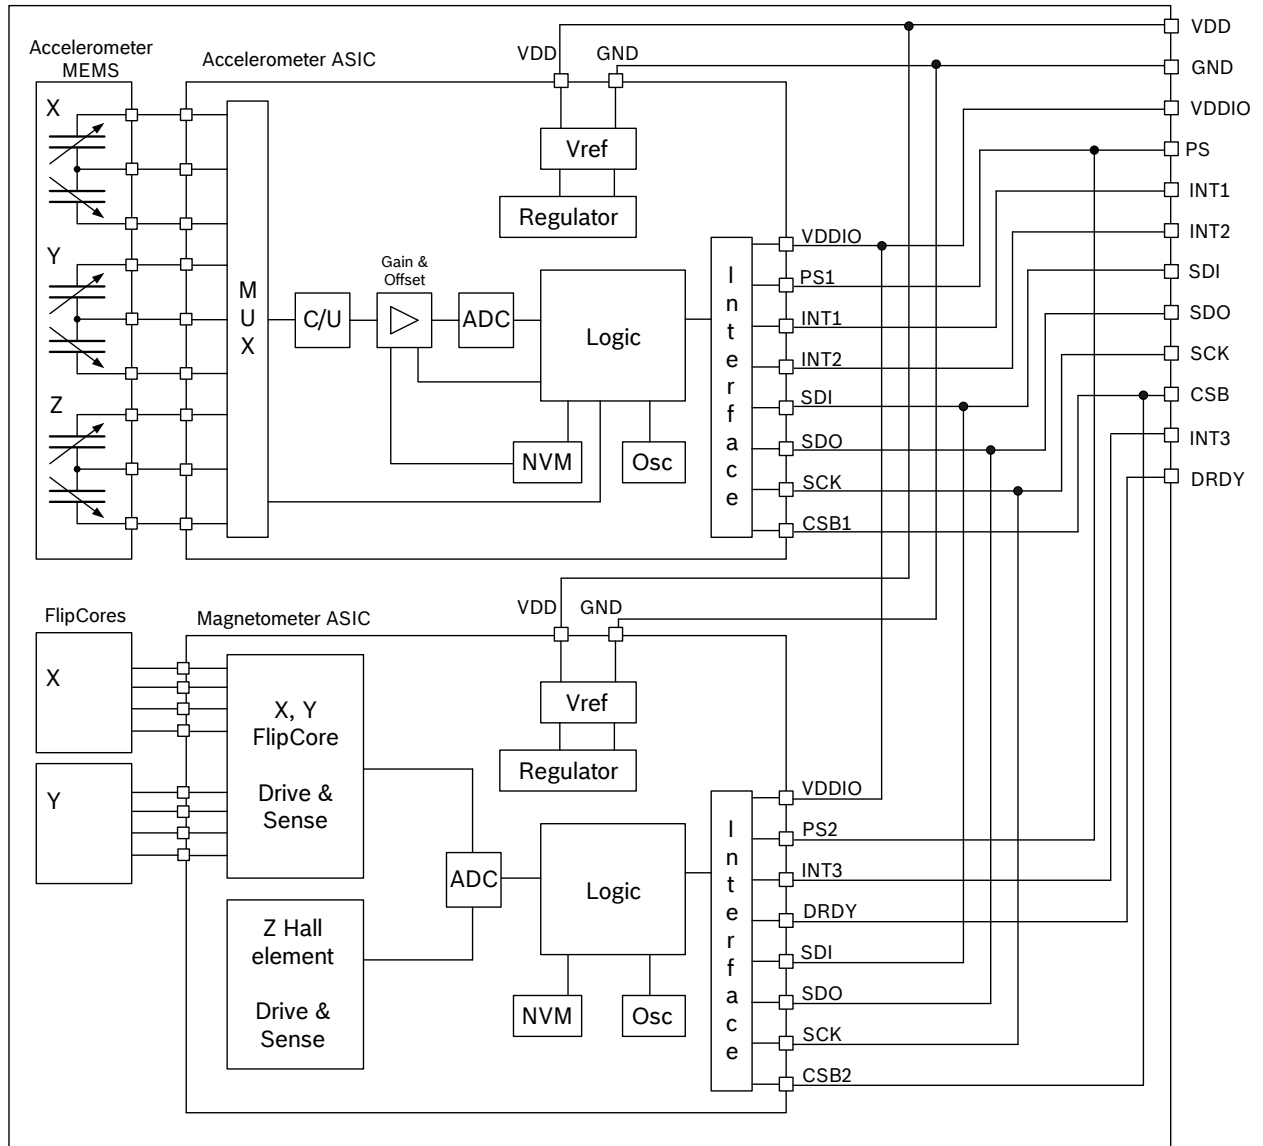 Accelerometer
MEMS
Accelerometer ASIC
VDD
GND
VDD
GND
VDDIO
PS
INT1
INT2
SDI
SDO
SCK
CSB
INT3
DRDY
X
Y
Z
M
U
X
C/U
Gain &
Offset
ADC
Vref
Regulator
Logic
NVM
Osc
I
n
t
e
r
f
a
c
e
VDDIO
PS1
INT1
INT2
SDI
SDO
SCK
CSB1
FlipCores
X
Y
Magnetometer ASIC
VDD
GND
X, Y
FlipCore
Drive &
Sense
Z Hall
element
Drive &
Sense
ADC
Vref
Regulator
Logic
NVM
Osc
I
n
t
e
r
f
a
c
e
VDDIO
PS2
INT3
DRDY
SDI
SDO
SCK
CSB2